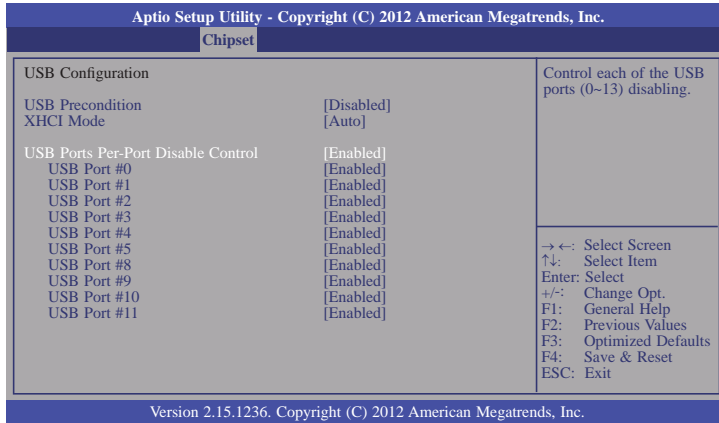 Aptio Setup Utility - Copyright (C) 2012 American Megatrends, Inc.
Chipset
USB Configuration
USB Precondition [Disabled]
XHCI Mode [Auto]
USB Ports Per-Port Disable Control [Enabled]
USB Port #0 [Enabled]
USB Port #1 [Enabled]
USB Port #2 [Enabled]
USB Port #3 [Enabled]
USB Port #4 [Enabled]
USB Port #5 [Enabled]
USB Port #8 [Enabled]
USB Port #9 [Enabled]
USB Port #10 [Enabled]
USB Port #11 [Enabled]
Control each of the USB
ports (0~13) disabling.
→ ←: Select Screen
↑↓: Select Item
Enter: Select
+/-: Change Opt.
F1: General Help
F2: Previous Values
F3: Optimized Defaults
F4: Save & Reset
ESC: Exit
Version 2.15.1236. Copyright (C) 2012 American Megatrends, Inc.